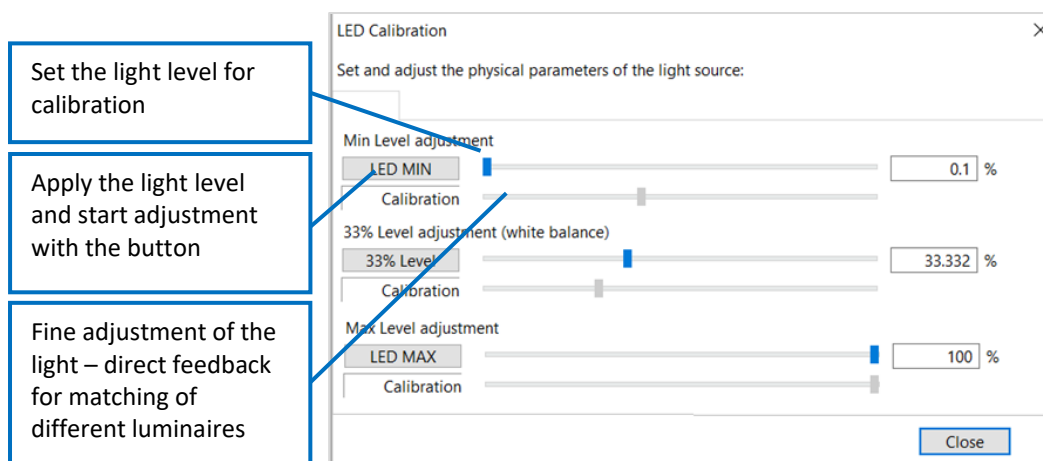 Set the light level for
calibration
Apply the light level
and start adjustment
with the button
Fine adjustment of the
light – direct feedback
for matching of
different luminaires
LED Calibration
Set and adjust the physical parameters of the light source:
Min Level adjustment
LED MIN
0.1 %
Calibration
33% Level adjustment (white balance)
33% Level
33.332 %
Calibration
Max Level adjustment
LED MAX
100 %
Calibration
Close